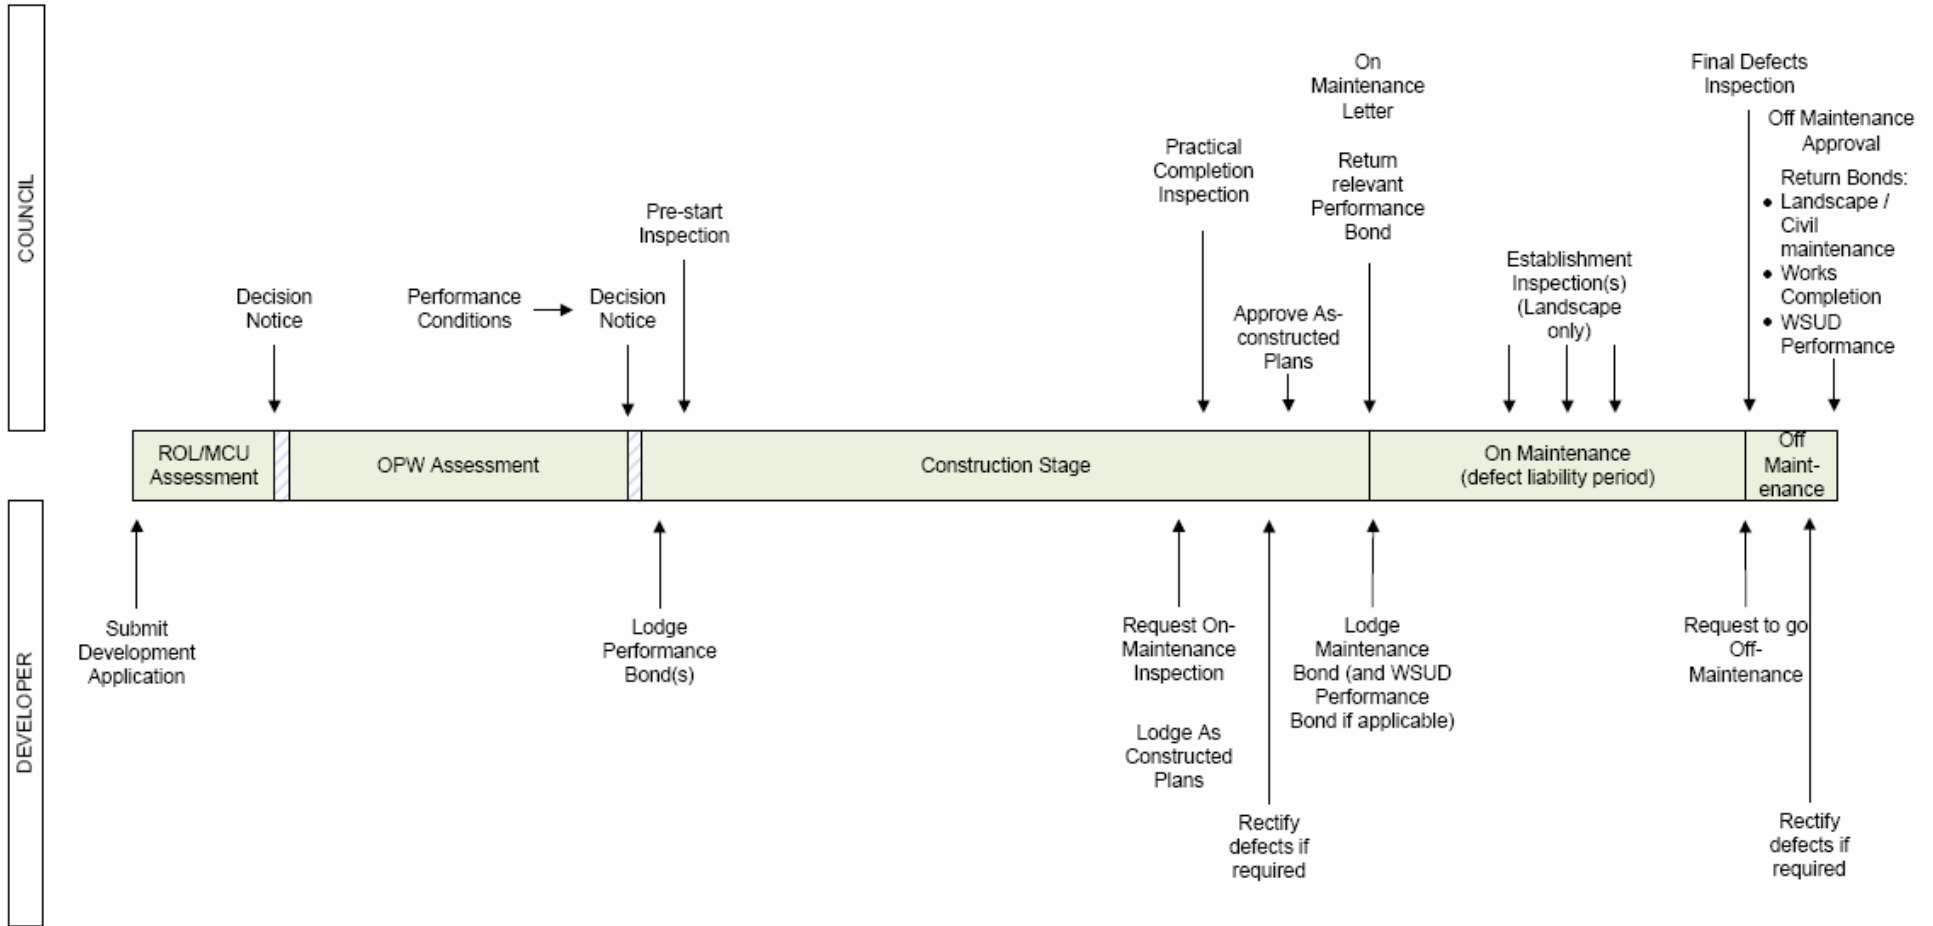 COUNCIL
Decision
Notice
Performance
Conditions
Decision
Notice
Pre-start
Inspection
Practical
Completion
Inspection
Approve As-
constructed
Plans
On
Maintenance
Letter
Return
relevant
Performance
Bond
Establishment
Inspection(s)
(Landscape
only)
Final Defects
Inspection
Off Maintenance
Approval
Return Bonds:
• Landscape /
Civil
maintenance
• Works
Completion
• WSUD
Performance
ROL/MCU
Assessment
OPW Assessment
Construction Stage
On Maintenance
(defect liability period)
Off
Maint-
enance
DEVELOPER
Submit
Development
Application
Lodge
Performance
Bond(s)
Request On-
Maintenance
Inspection
Lodge As
Constructed
Plans
Rectify
defects if
required
Lodge
Maintenance
Bond (and WSUD
Performance
Bond if applicable)
Request to go
Off-
Maintenance
Rectify
defects if
required